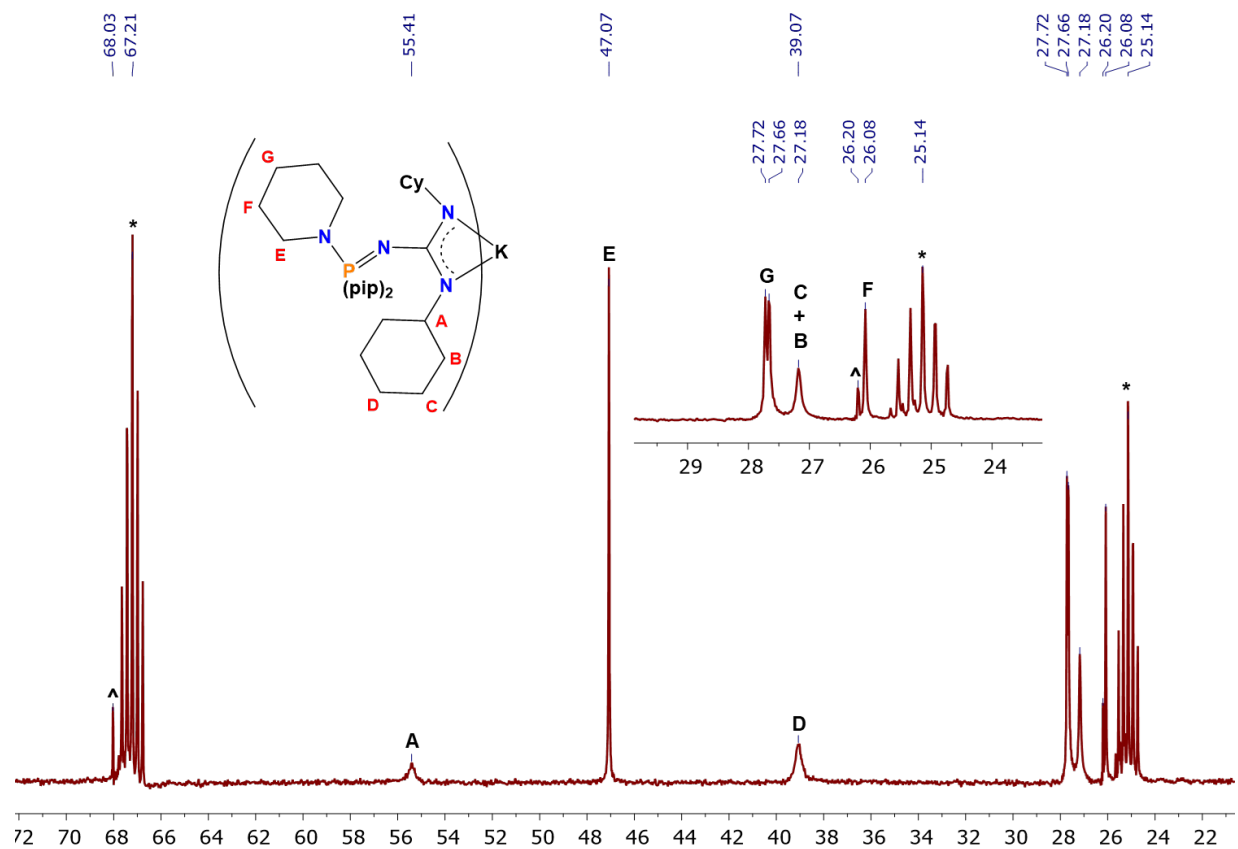 68.03
67.21
55.41
47.07
39.07
27.72
27.66
27.18
26.20
26.08
25.14
27.72
27.66
27.18
26.20
26.08
25.14
G
F
E
N
P
(pip)2
N
Cy
N
K
N
A
B
C
D
*
E
G
C
+
B
^
F
*
29 28 27 26 25 24
*
^
A
D
72 70 68 66 64 62 60 58 56 54 52 50 48 46 44 42 40 38 36 34 32 30 28 26 24 22